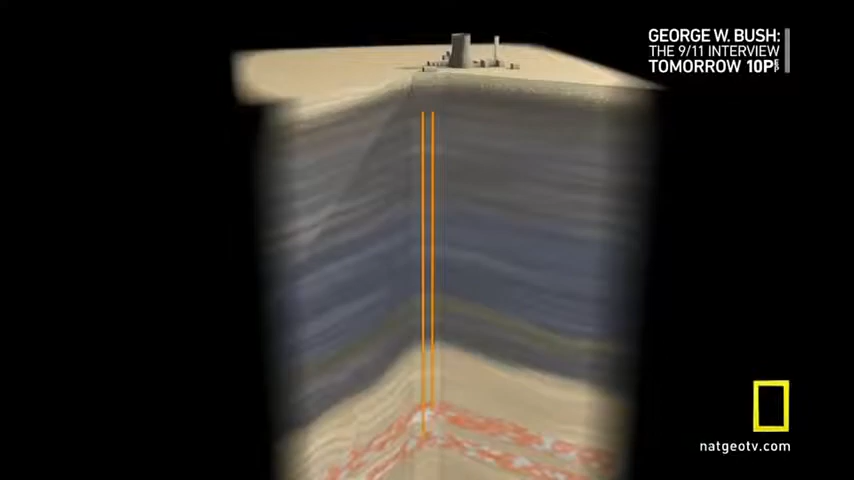 GEORGE W. BUSH:
THE 9/11 INTERVIEW
TOMORROW 10P
natgeotv.com